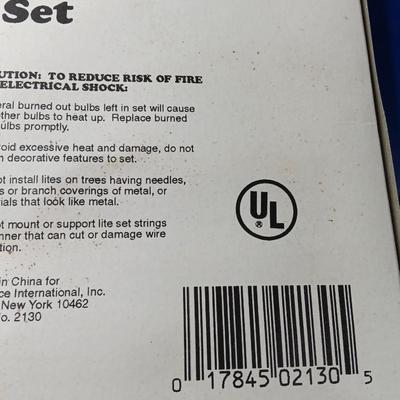 Set
UTION: TO REDUCE RISK OF FIRE
ELECTRICAL SHOCK:
eral burned out bulbs left in set will cause
ther bulbs to heat up. Replace burned
ulbs promptly.
roid excessive heat and damage, do not
h decorative features to set.
ot install lites on trees having needles,
s or branch coverings of metal, or
rials that look like metal.
ot mount or support lite set strings
nner that can cut or damage wire
tion.
UL
in China for
ce International, Inc.
New York 10462
o. 2130
0 17845 02130 5